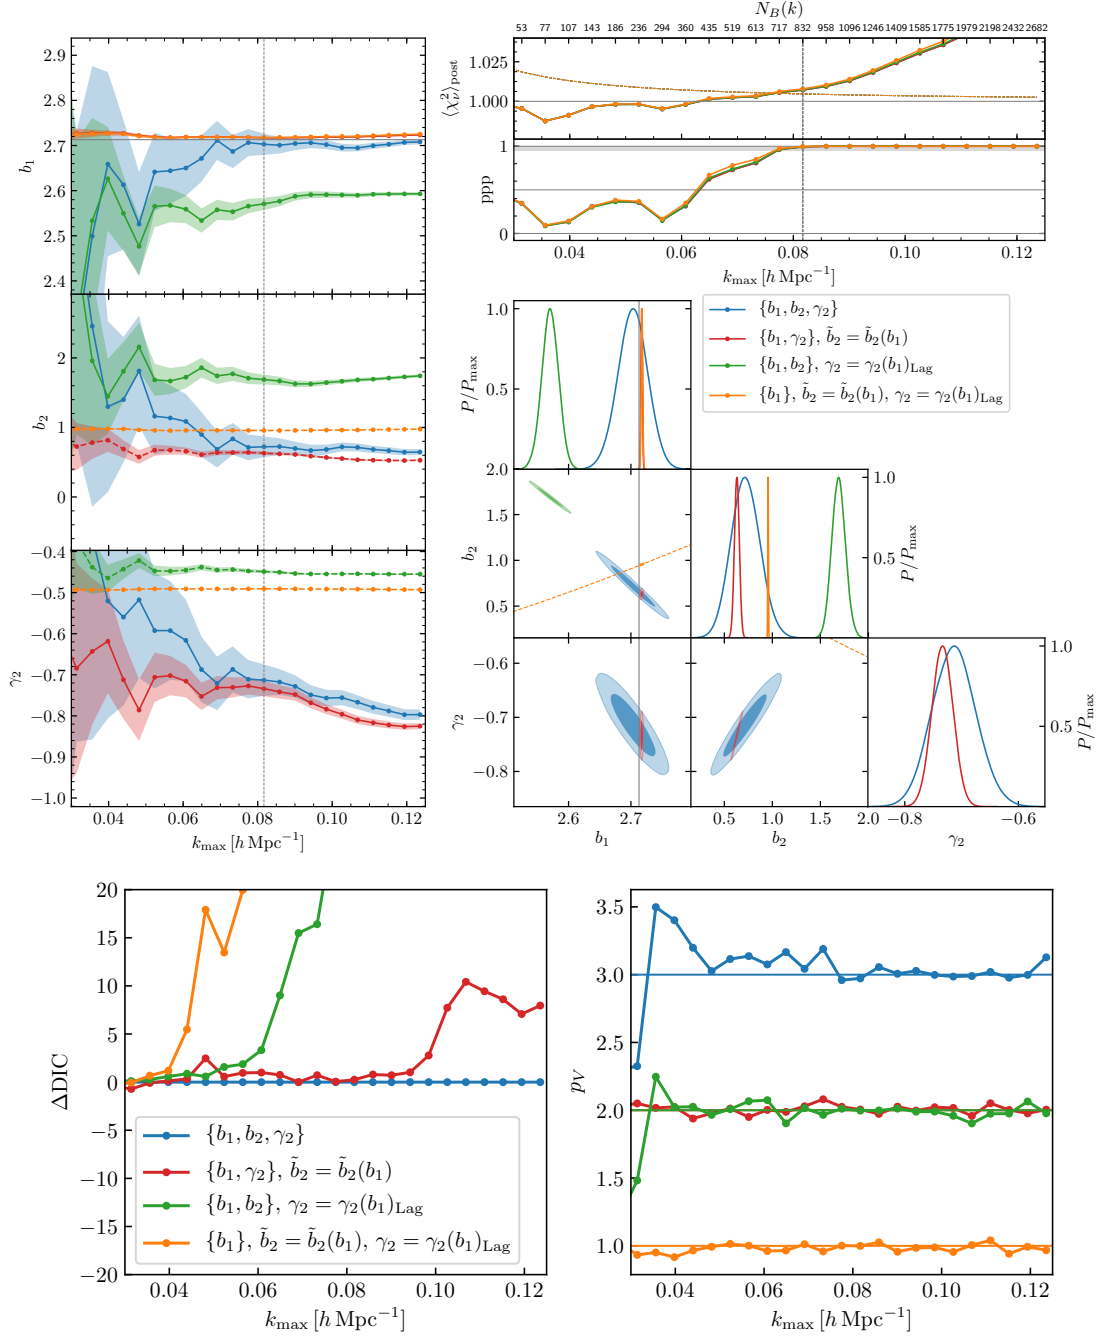 N_B(k)
53 77 107 143 186 236 294 360 435 519 613 717 832 958 1096 1246 1409 1585 1775 1979 2198 2432 2682
2.9
2.8
2.7
2.6
2.5
2.4
b_1
2
1
0
b_2
−0.4
−0.5
−0.6
−0.7
−0.8
−0.9
−1.0
γ_2
0.04 0.06 0.08 0.10 0.12
k_max [h Mpc⁻¹]
1.025
1.000
⟨χ²_ν⟩_post
1
0
ppp
0.04 0.06 0.08 0.10 0.12
k_max [h Mpc⁻¹]
{b_1, b_2, γ_2}
{b_1, γ_2}, b̃_2 = b̃_2(b_1)
{b_1, b_2}, γ_2 = γ_2(b_1)_Lag
{b_1}, b̃_2 = b̃_2(b_1), γ_2 = γ_2(b_1)_Lag
1.0
0.5
P/P_max
2.0
1.5
1.0
0.5
b_2
1.0
0.5
P/P_max
−0.6
−0.7
−0.8
γ_2
1.0
0.5
P/P_max
2.6 2.7
b_1
0.5 1.0 1.5 2.0
b_2
−0.8 −0.6
γ_2
20
15
10
5
0
−5
−10
−15
−20
ΔDIC
{b_1, b_2, γ_2}
{b_1, γ_2}, b̃_2 = b̃_2(b_1)
{b_1, b_2}, γ_2 = γ_2(b_1)_Lag
{b_1}, b̃_2 = b̃_2(b_1), γ_2 = γ_2(b_1)_Lag
0.04 0.06 0.08 0.10 0.12
k_max [h Mpc⁻¹]
3.5
3.0
2.5
2.0
1.5
1.0
p_V
0.04 0.06 0.08 0.10 0.12
k_max [h Mpc⁻¹]